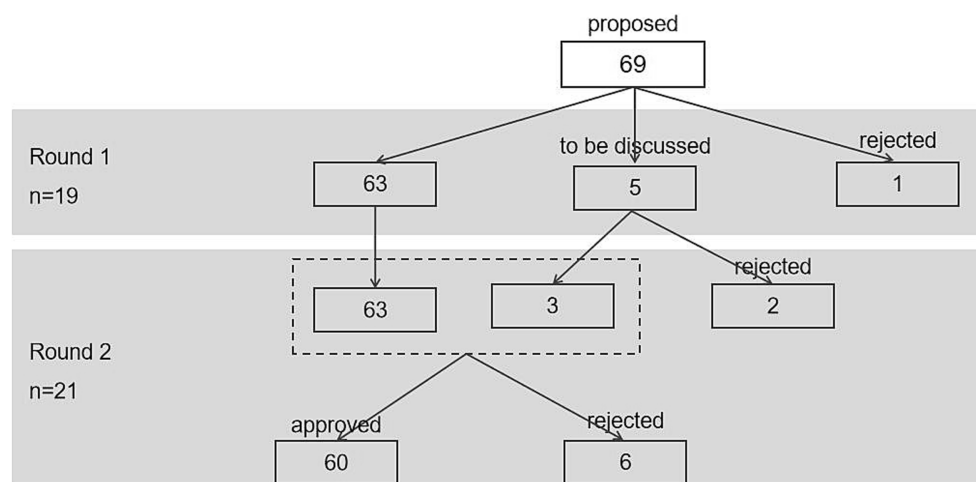 proposed
69
Round 1
n=19
63
to be discussed
5
rejected
1
Round 2
n=21
63
3
rejected
2
approved
60
rejected
6